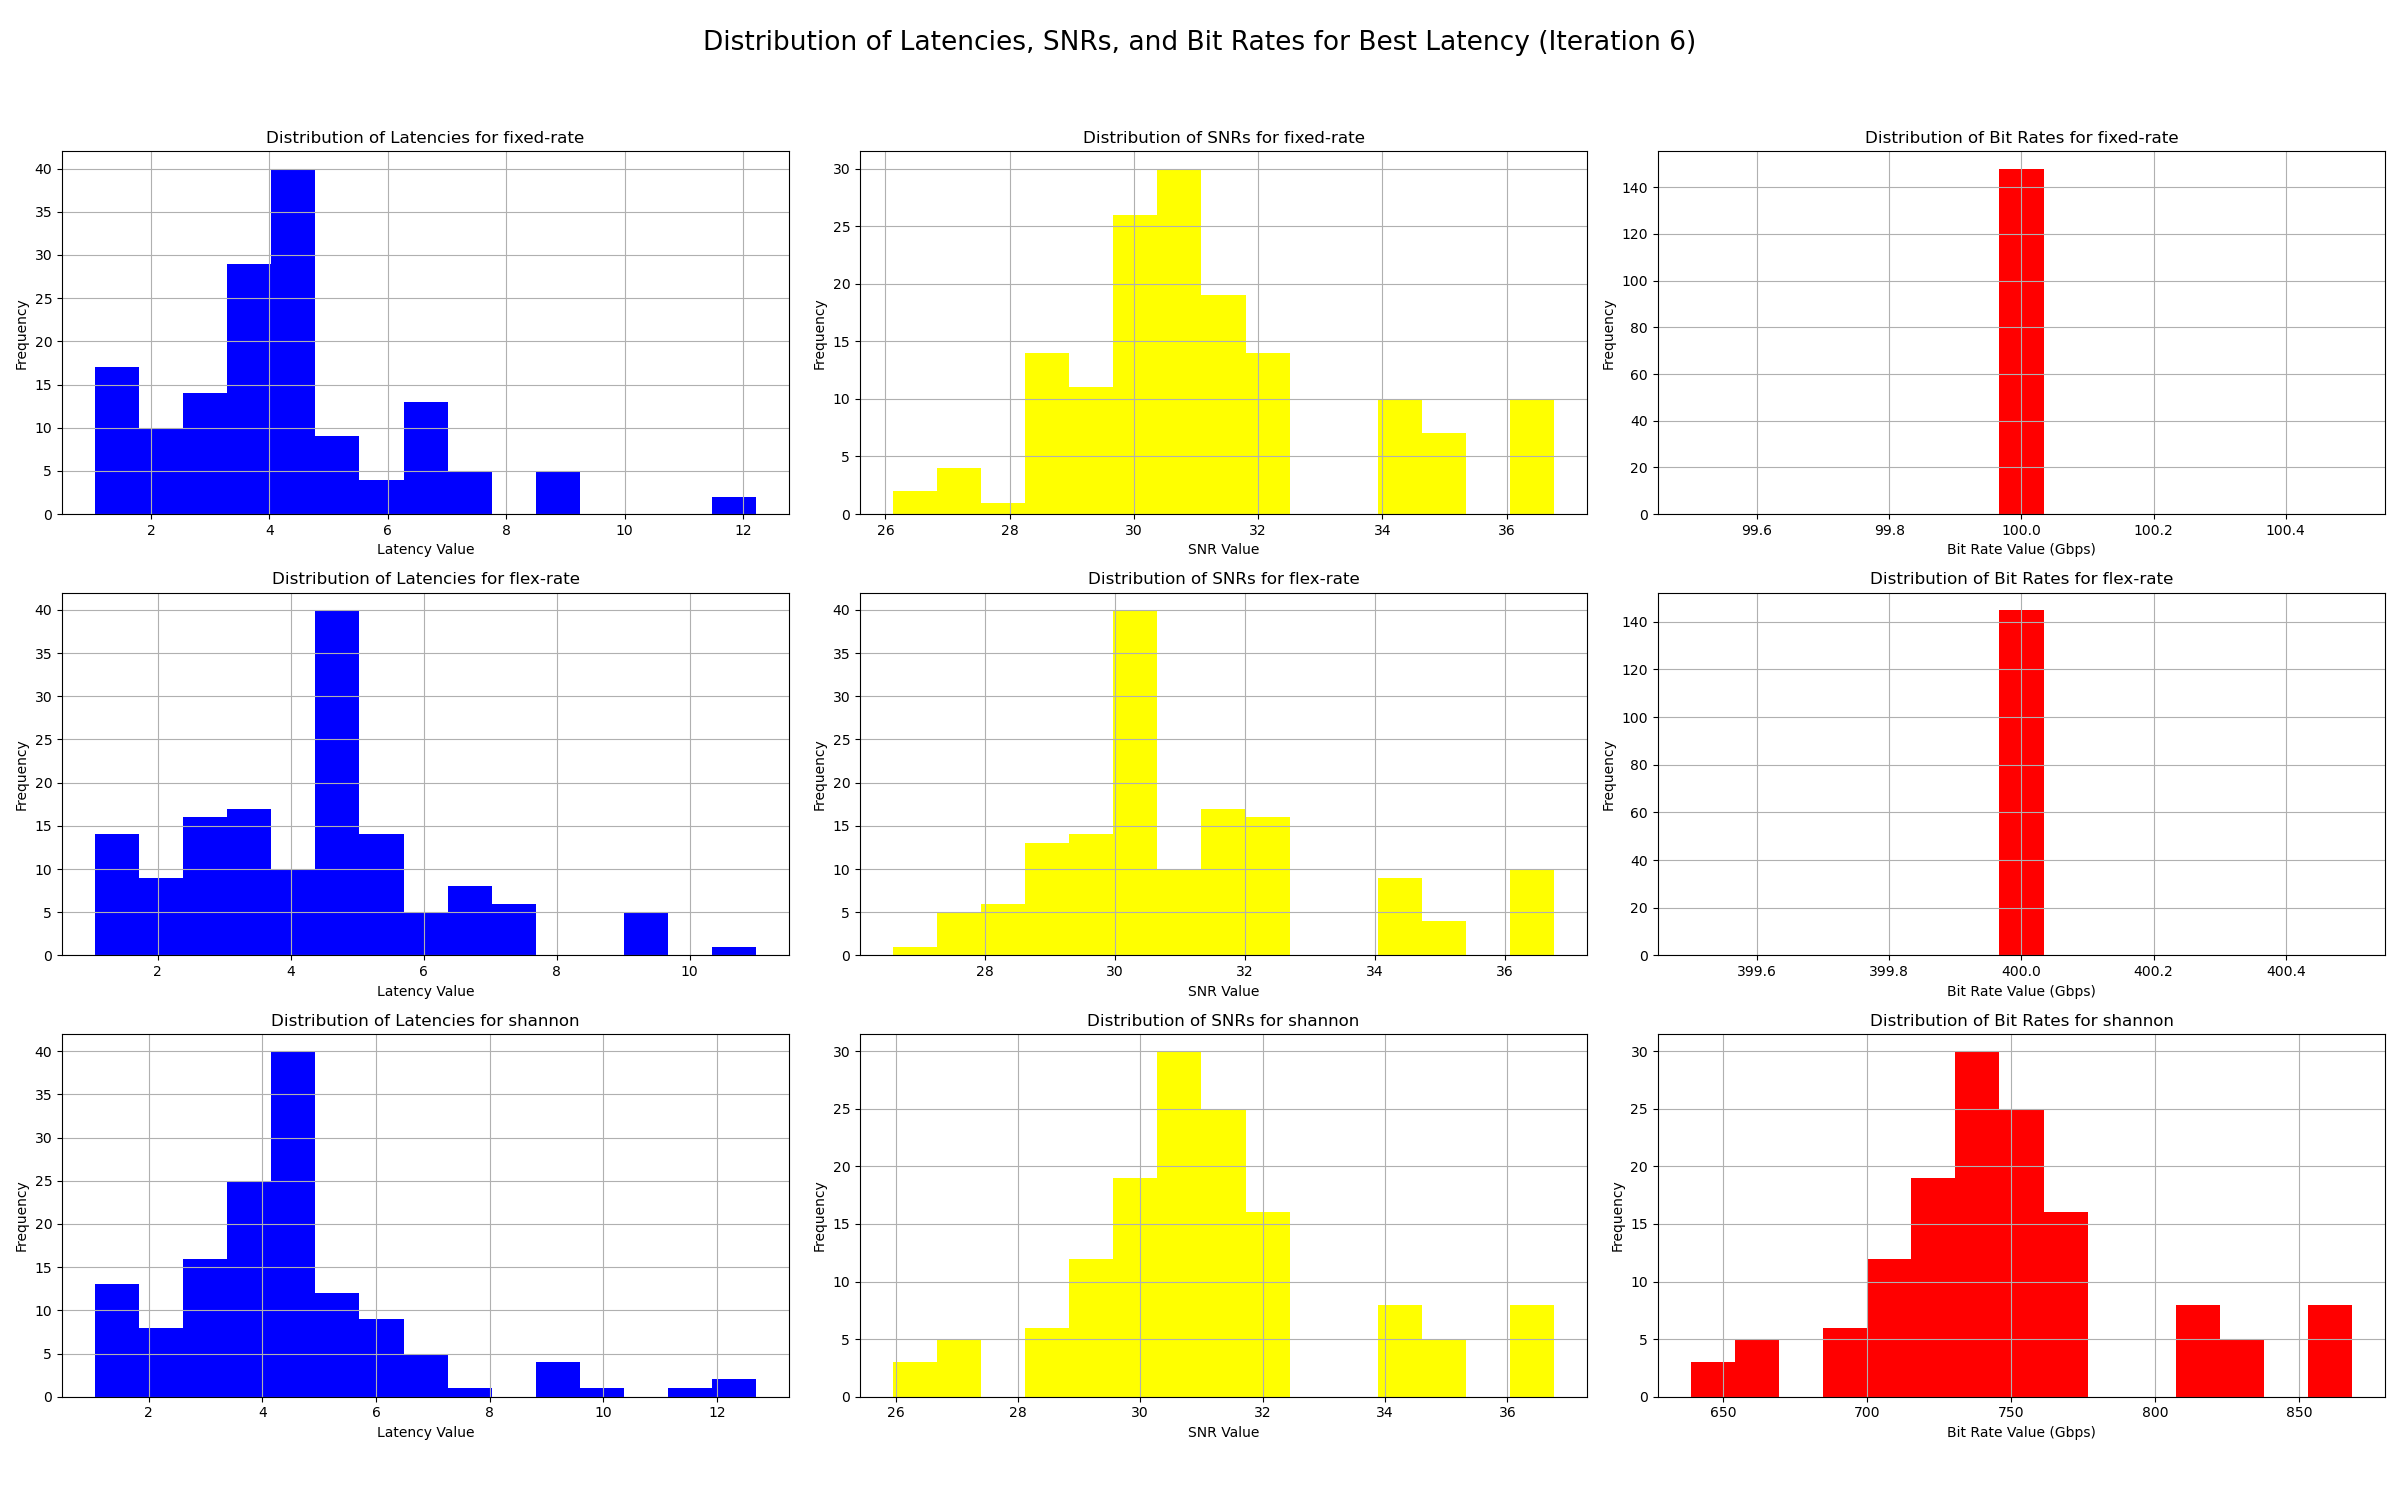 Distribution of Latencies, SNRs, and Bit Rates for Best Latency (Iteration 6)
Distribution of Latencies for fixed-rate
Frequency
40
35
30
25
20
15
10
5
0
2 4 6 8 10 12
Latency Value
Distribution of SNRs for fixed-rate
Frequency
30
25
20
15
10
5
0
26 28 30 32 34 36
SNR Value
Distribution of Bit Rates for fixed-rate
Frequency
140
120
100
80
60
40
20
0
99.6 99.8 100.0 100.2 100.4
Bit Rate Value (Gbps)
Distribution of Latencies for flex-rate
Frequency
40
35
30
25
20
15
10
5
0
2 4 6 8 10
Latency Value
Distribution of SNRs for flex-rate
Frequency
40
35
30
25
20
15
10
5
0
28 30 32 34 36
SNR Value
Distribution of Bit Rates for flex-rate
Frequency
140
120
100
80
60
40
20
0
399.6 399.8 400.0 400.2 400.4
Bit Rate Value (Gbps)
Distribution of Latencies for shannon
Frequency
40
35
30
25
20
15
10
5
0
2 4 6 8 10 12
Latency Value
Distribution of SNRs for shannon
Frequency
30
25
20
15
10
5
0
26 28 30 32 34 36
SNR Value
Distribution of Bit Rates for shannon
Frequency
30
25
20
15
10
5
0
650 700 750 800 850
Bit Rate Value (Gbps)